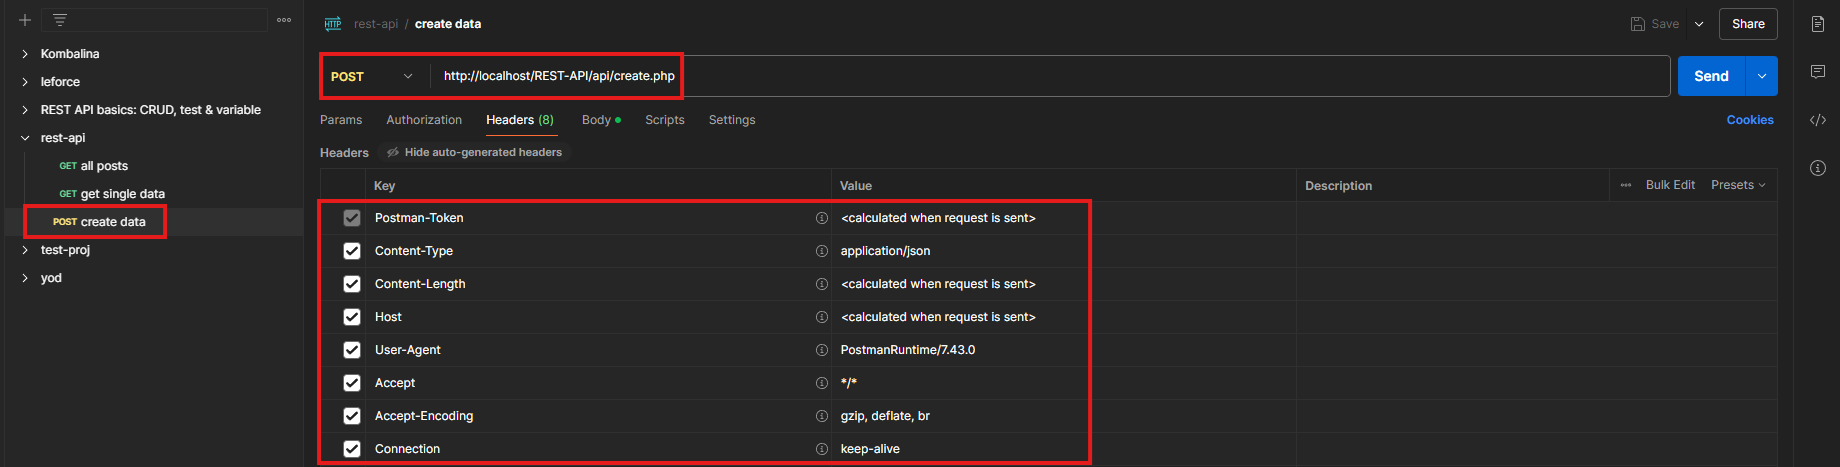 Kombalina
leforce
REST API basics: CRUD, test & variable
rest-api
GET all posts
GET get single data
POST create data
test-proj
yod
HTTP rest-api / create data
Save
Share
POST http://localhost/REST-API/api/create.php
Send
Params Authorization Headers (8) Body Scripts Settings
Cookies
Headers Hide auto-generated headers
Key Value Description Bulk Edit Presets
Postman-Token <calculated when request is sent>
Content-Type application/json
Content-Length <calculated when request is sent>
Host <calculated when request is sent>
User-Agent PostmanRuntime/7.43.0
Accept */*
Accept-Encoding gzip, deflate, br
Connection keep-alive